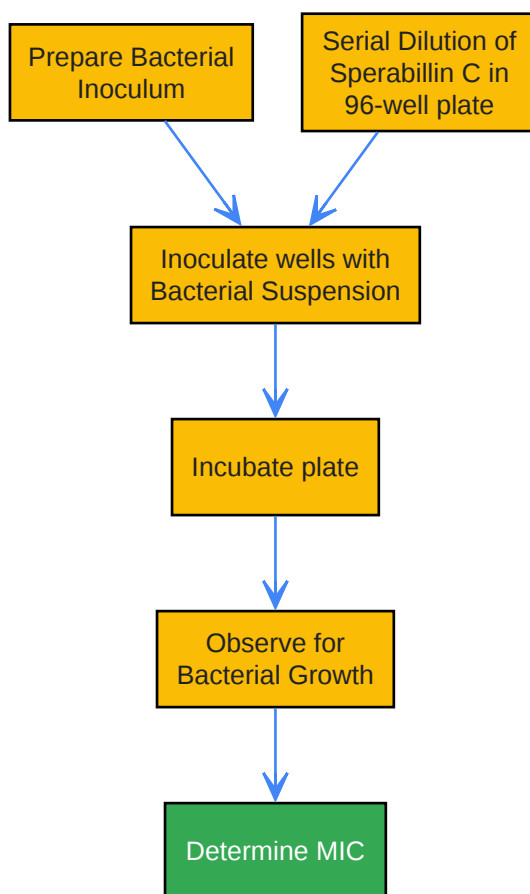 Prepare Bacterial
Inoculum
Serial Dilution of
Sperabillin C in
96-well plate
Inoculate wells with
Bacterial Suspension
Incubate plate
Observe for
Bacterial Growth
Determine MIC